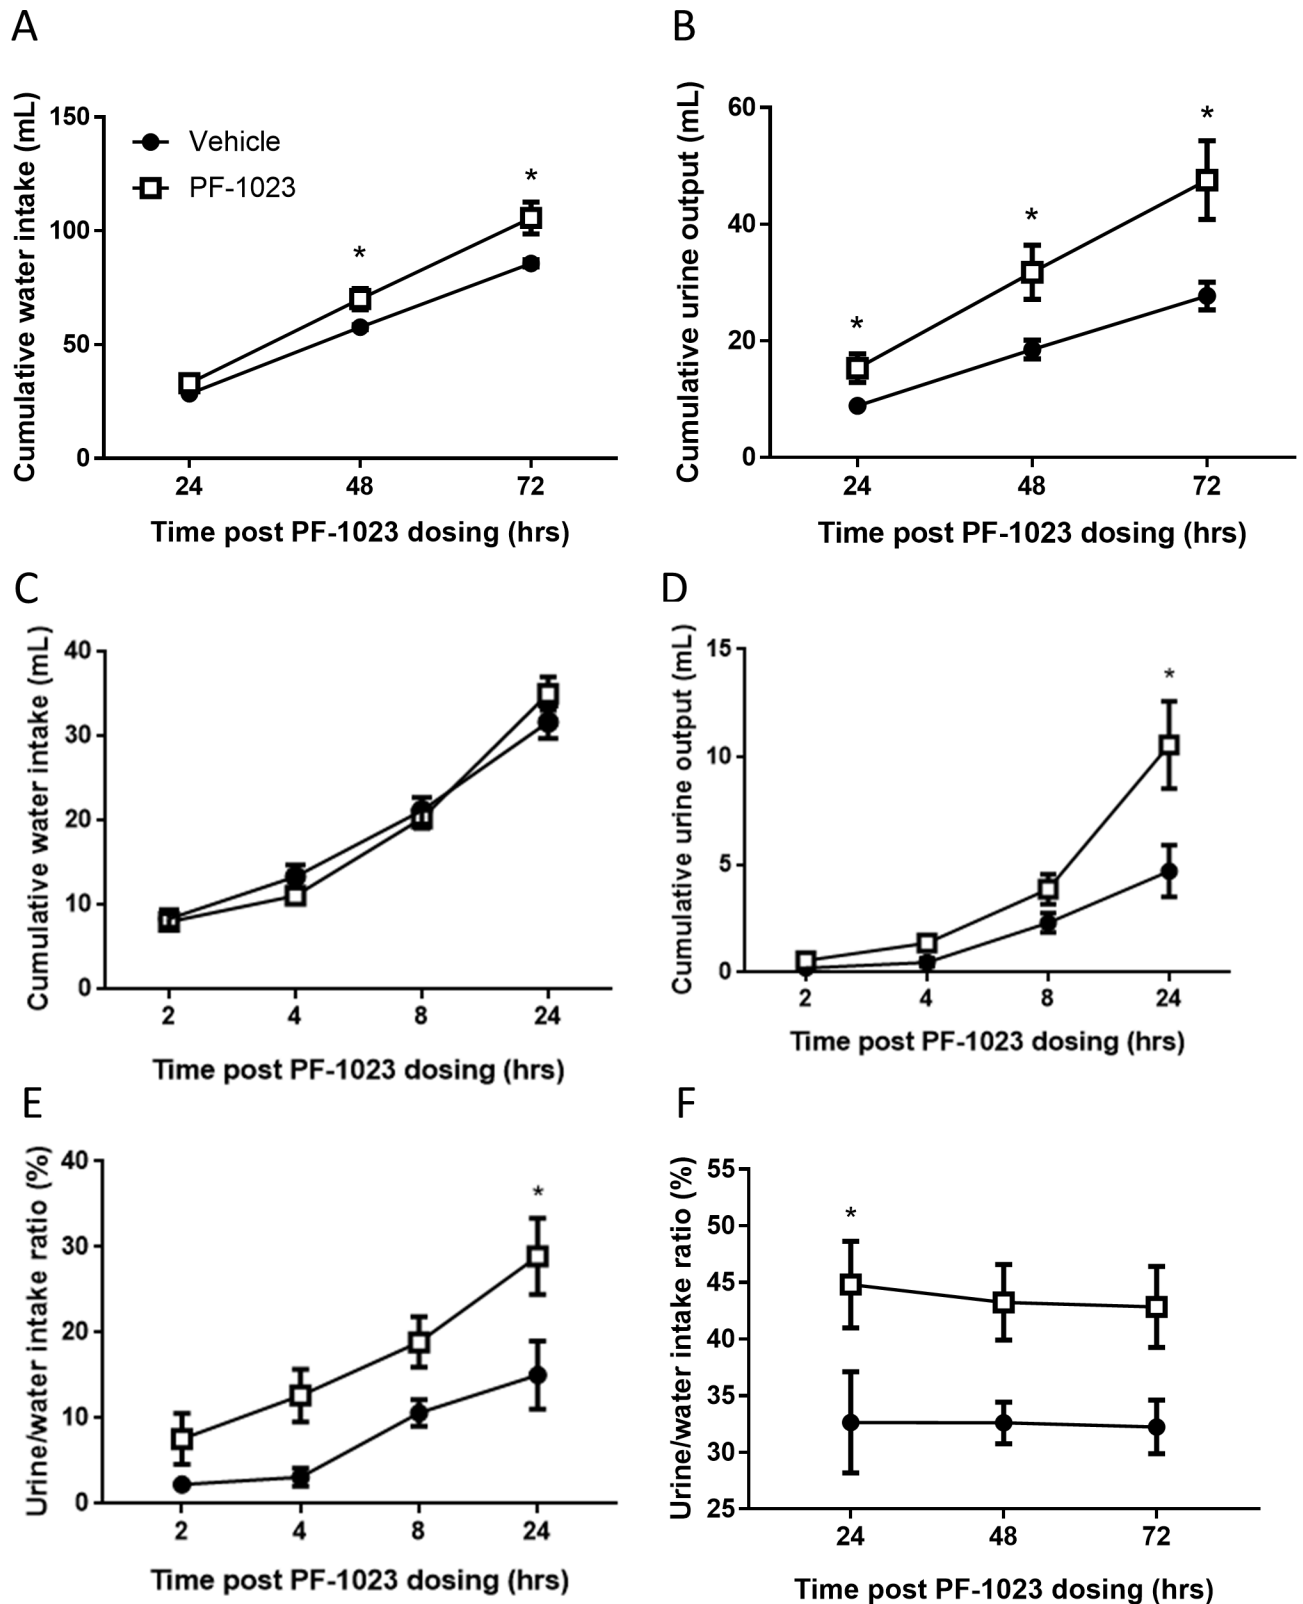 A
Cumulative water intake (mL)
150
100
50
0
Vehicle
PF-1023
*
*
24 48 72
Time post PF-1023 dosing (hrs)
B
Cumulative urine output (mL)
60
40
20
0
*
*
*
24 48 72
Time post PF-1023 dosing (hrs)
C
Cumulative water intake (mL)
40
30
20
10
0
2 4 8 24
Time post PF-1023 dosing (hrs)
D
Cumulative urine output (mL)
15
10
5
0
*
2 4 8 24
Time post PF-1023 dosing (hrs)
E
Urine/water intake ratio (%)
40
30
20
10
0
*
2 4 8 24
Time post PF-1023 dosing (hrs)
F
Urine/water intake ratio (%)
55
50
45
40
35
30
25
*
24 48 72
Time post PF-1023 dosing (hrs)